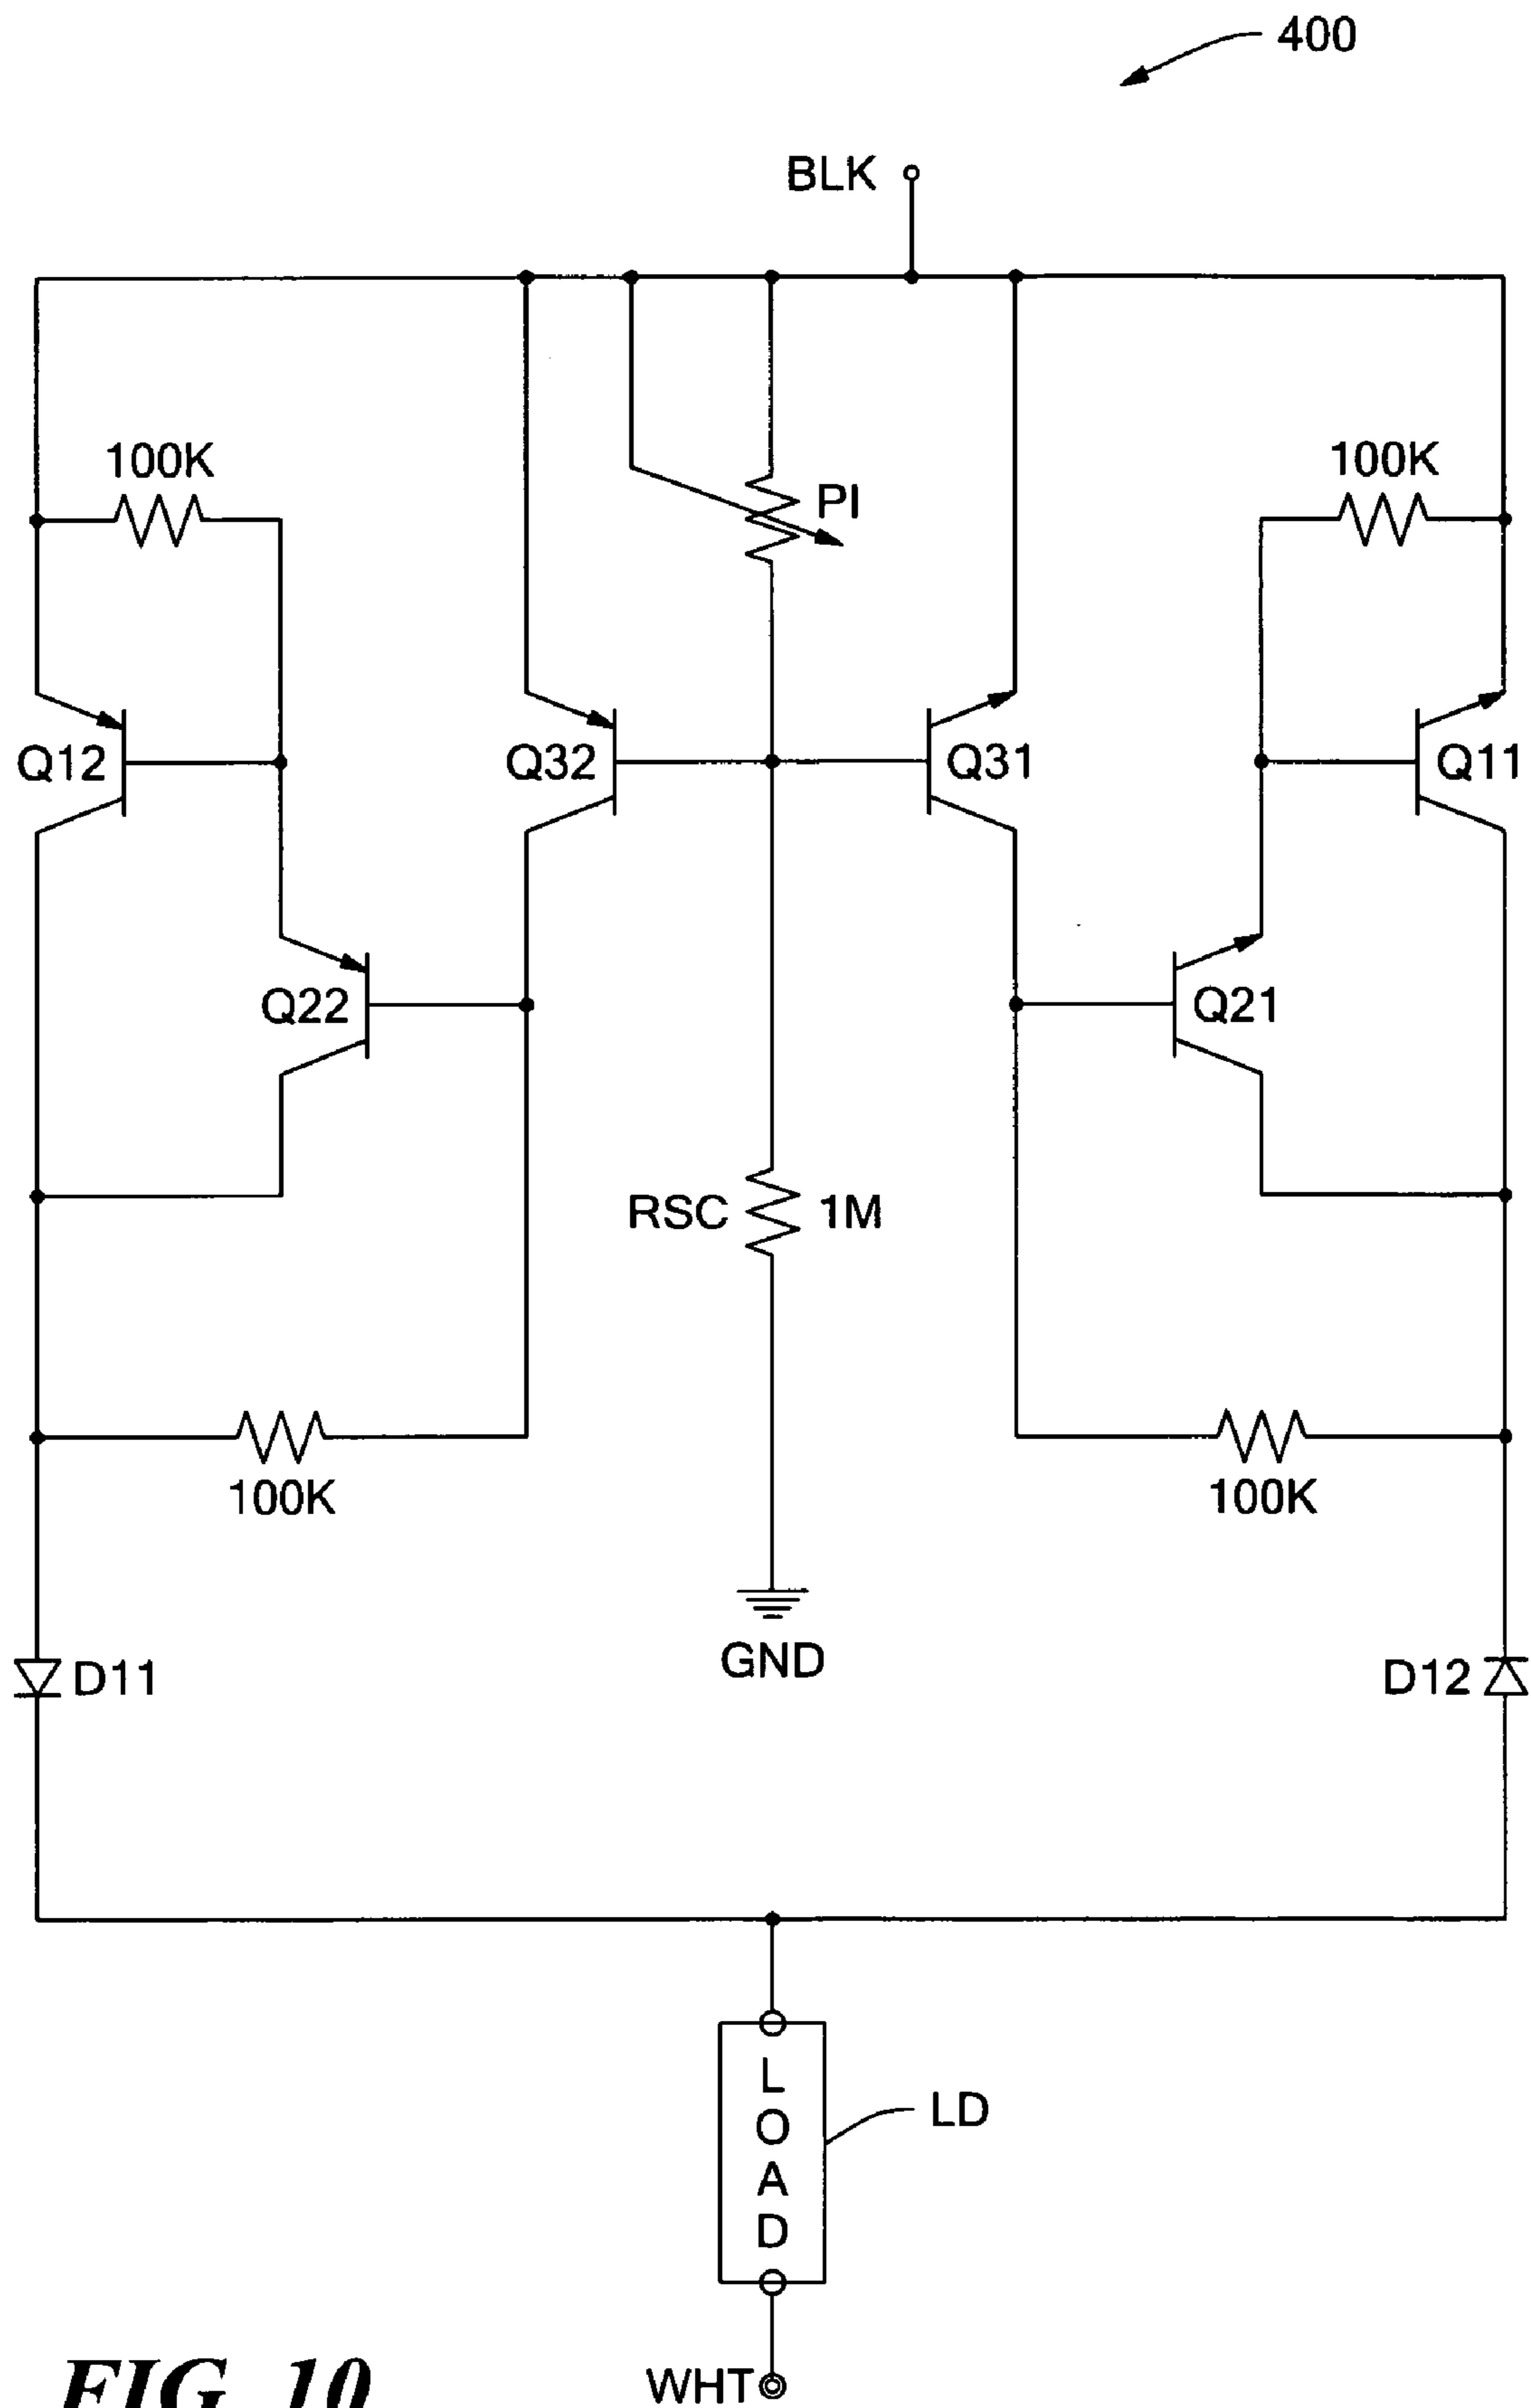 400
BLK
100K
PI
100K
Q12
Q32
Q31
Q11
Q22
Q21
RSC
1M
100K
100K
GND
D11
D12
LOAD
LD
WHT
FIG. 10